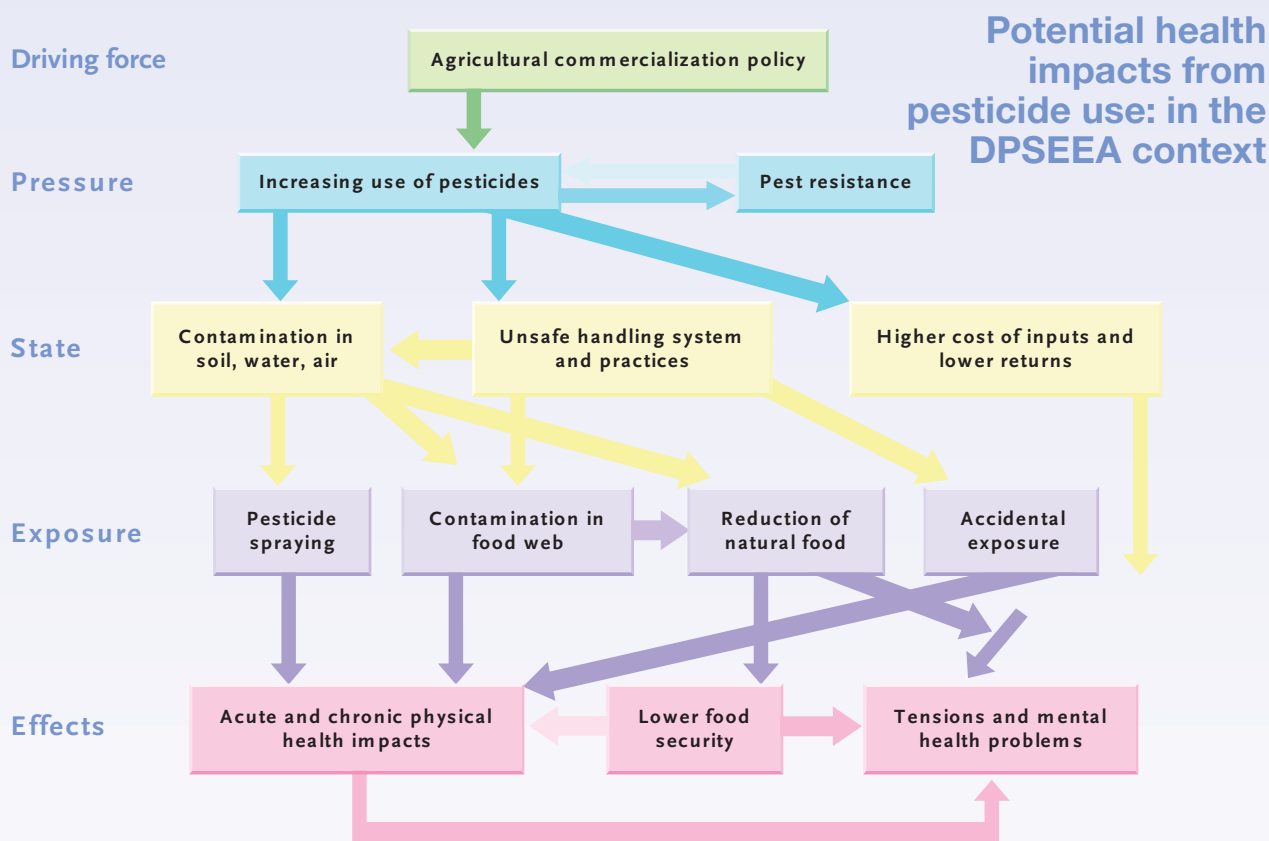 Potential health
impacts from
pesticide use: in the
DPSEEA context
Driving force
Agricultural commercialization policy
Pressure
Increasing use of pesticides
Pest resistance
State
Contamination in
soil, water, air
Unsafe handling system
and practices
Higher cost of inputs and
lower returns
Exposure
Pesticide
spraying
Contamination in
food web
Reduction of
natural food
Accidental
exposure
Effects
Acute and chronic physical
health impacts
Lower food
security
Tensions and mental
health problems